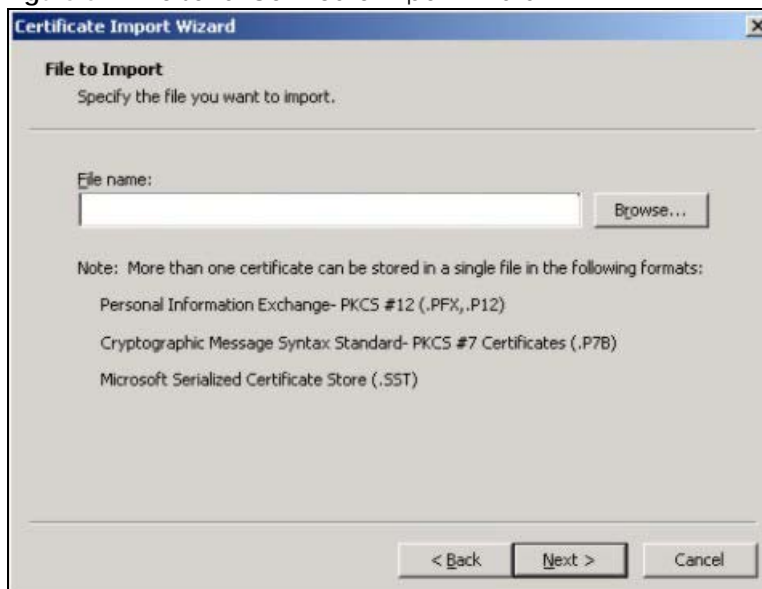 Certificate Import Wizard
File to Import
Specify the file you want to import.
File name:
Browse...
Note: More than one certificate can be stored in a single file in the following formats:
Personal Information Exchange- PKCS #12 (.PFX,.P12)
Cryptographic Message Syntax Standard- PKCS #7 Certificates (.P7B)
Microsoft Serialized Certificate Store (.SST)
< Back
Next >
Cancel